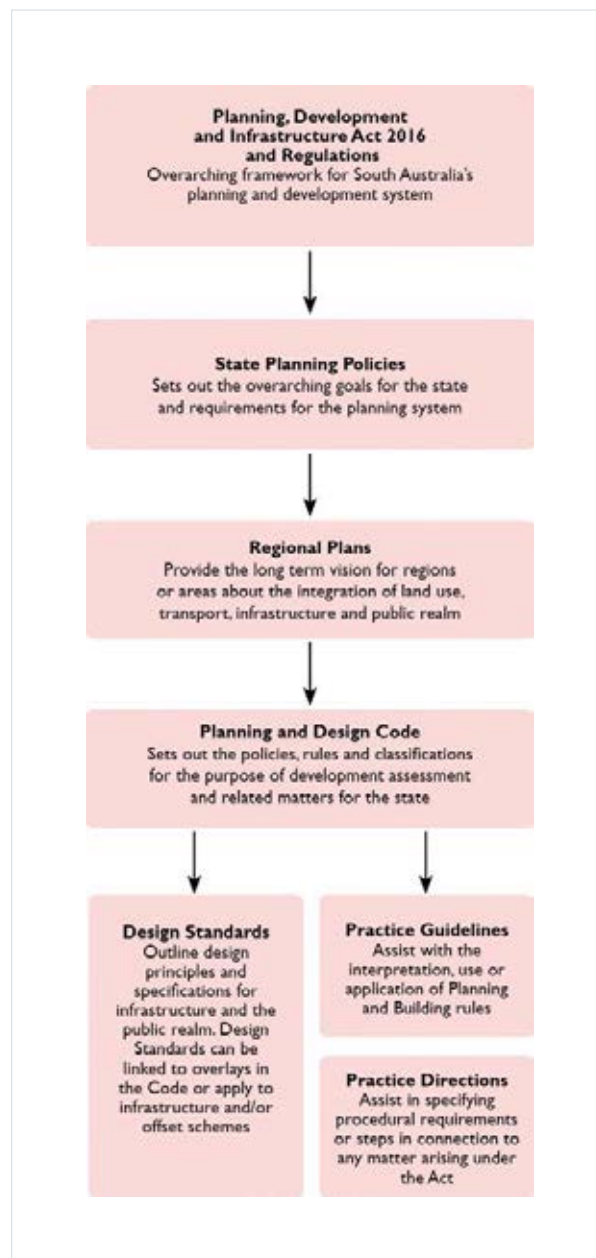 Planning, Development
and Infrastructure Act 2016
and Regulations
Overarching framework for South Australia's
planning and development system
State Planning Policies
Sets out the overarching goals for the state
and requirements for the planning system
Regional Plans
Provide the long term vision for regions
or areas about the integration of land use,
transport, infrastructure and public realm
Planning and Design Code
Sets out the policies, rules and classifications
for the purpose of development assessment
and related matters for the state
Design Standards
Outline design
principles and
specifications for
infrastructure and the
public realm. Design
Standards can be
linked to overlays in
the Code or apply to
infrastructure and/or
offset schemes
Practice Guidelines
Assist with the
interpretation, use or
application of Planning
and Building rules
Practice Directions
Assist in specifying
procedural requirements
or steps in connection to
any matter arising under
the Act